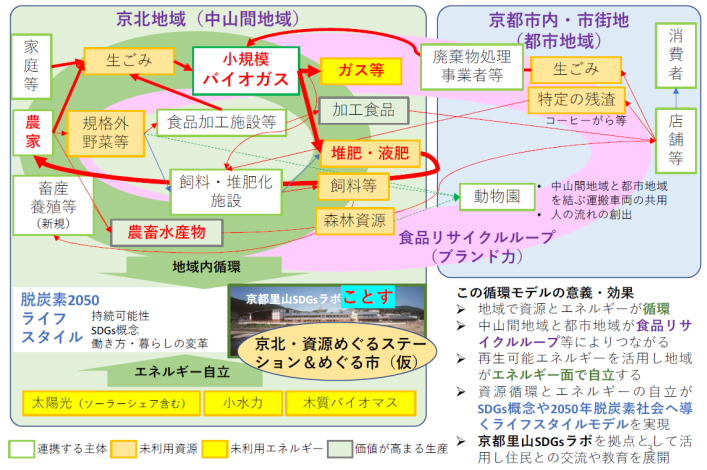 京北地域（中山間地域）
京都市内・市街地
（都市地域）
家
庭
等
生ごみ
小規模
バイオガス
ガス等
廃棄物処理
事業者等
生ごみ
消
費
者
特定の残渣
コーヒーがら等
店
舗
等
農
家
規格外
野菜等
食品加工施設等
加工食品
堆肥・液肥
畜産
養殖等
（新規）
飼料・堆肥化
施設
飼料等
動物園
農畜水産物
森林資源
食品リサイクルループ
（ブランド力）
• 中山間地域と都市地域
を結ぶ運搬車両の共用
• 人の流れの創出
地域内循環
脱炭素2050
ライフ
スタイル
持続可能性
SDGs概念
働き方・暮らしの変革
京都里山SDGsラボ
ことす
京北・資源めぐるステー
ション＆めぐる市（仮）
エネルギー自立
太陽光（ソーラーシェア含む）
小水力
木質バイオマス
この循環モデルの意義・効果
➢ 地域で資源とエネルギーが循環
➢ 中山間地域と都市地域が食品リサ
イクルループ等によりつながる
➢ 再生可能エネルギーを活用し地域
がエネルギー面で自立する
➢ 資源循環とエネルギーの自立が
SDGs概念や2050年脱炭素社会へ導
くライフスタイルモデルを実現
➢ 京都里山SDGsラボを拠点として活
用し住民との交流や教育を展開
連携する主体
未利用資源
未利用エネルギー
価値が高まる生産